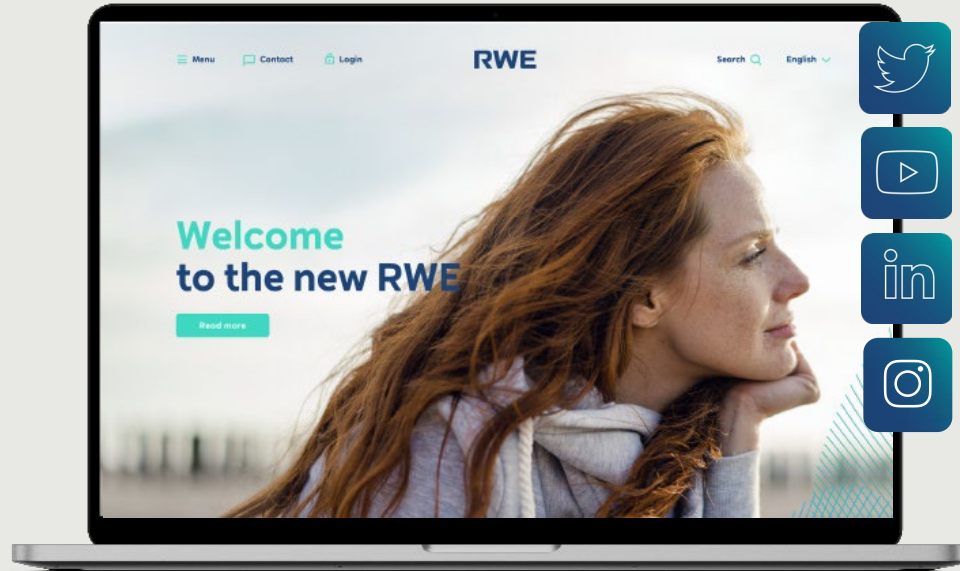 Menu
Contact
Login
RWE
Search
English
Welcome
to the new RWE
Read more
in